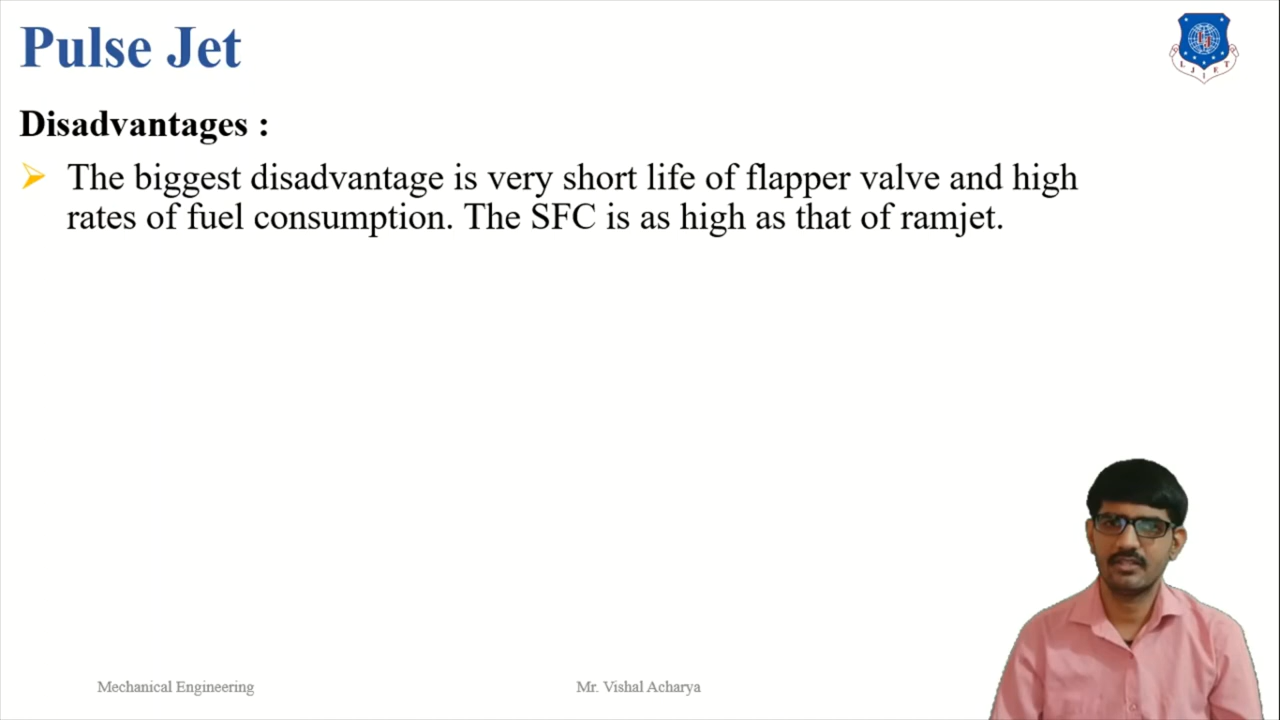 Pulse Jet
LJIET
Disadvantages :
The biggest disadvantage is very short life of flapper valve and high
rates of fuel consumption. The SFC is as high as that of ramjet.
Mechanical Engineering
Mr. Vishal Acharya